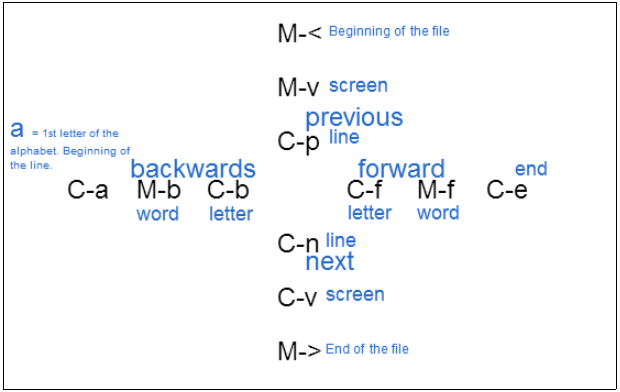 M-< Beginning of the file
M-v screen
previous
C-p line
a = 1st letter of the
alphabet. Beginning of
the line.
backwards forward end
C-a M-b C-b C-f M-f C-e
word letter letter word
C-n line
next
C-v screen
M-> End of the file